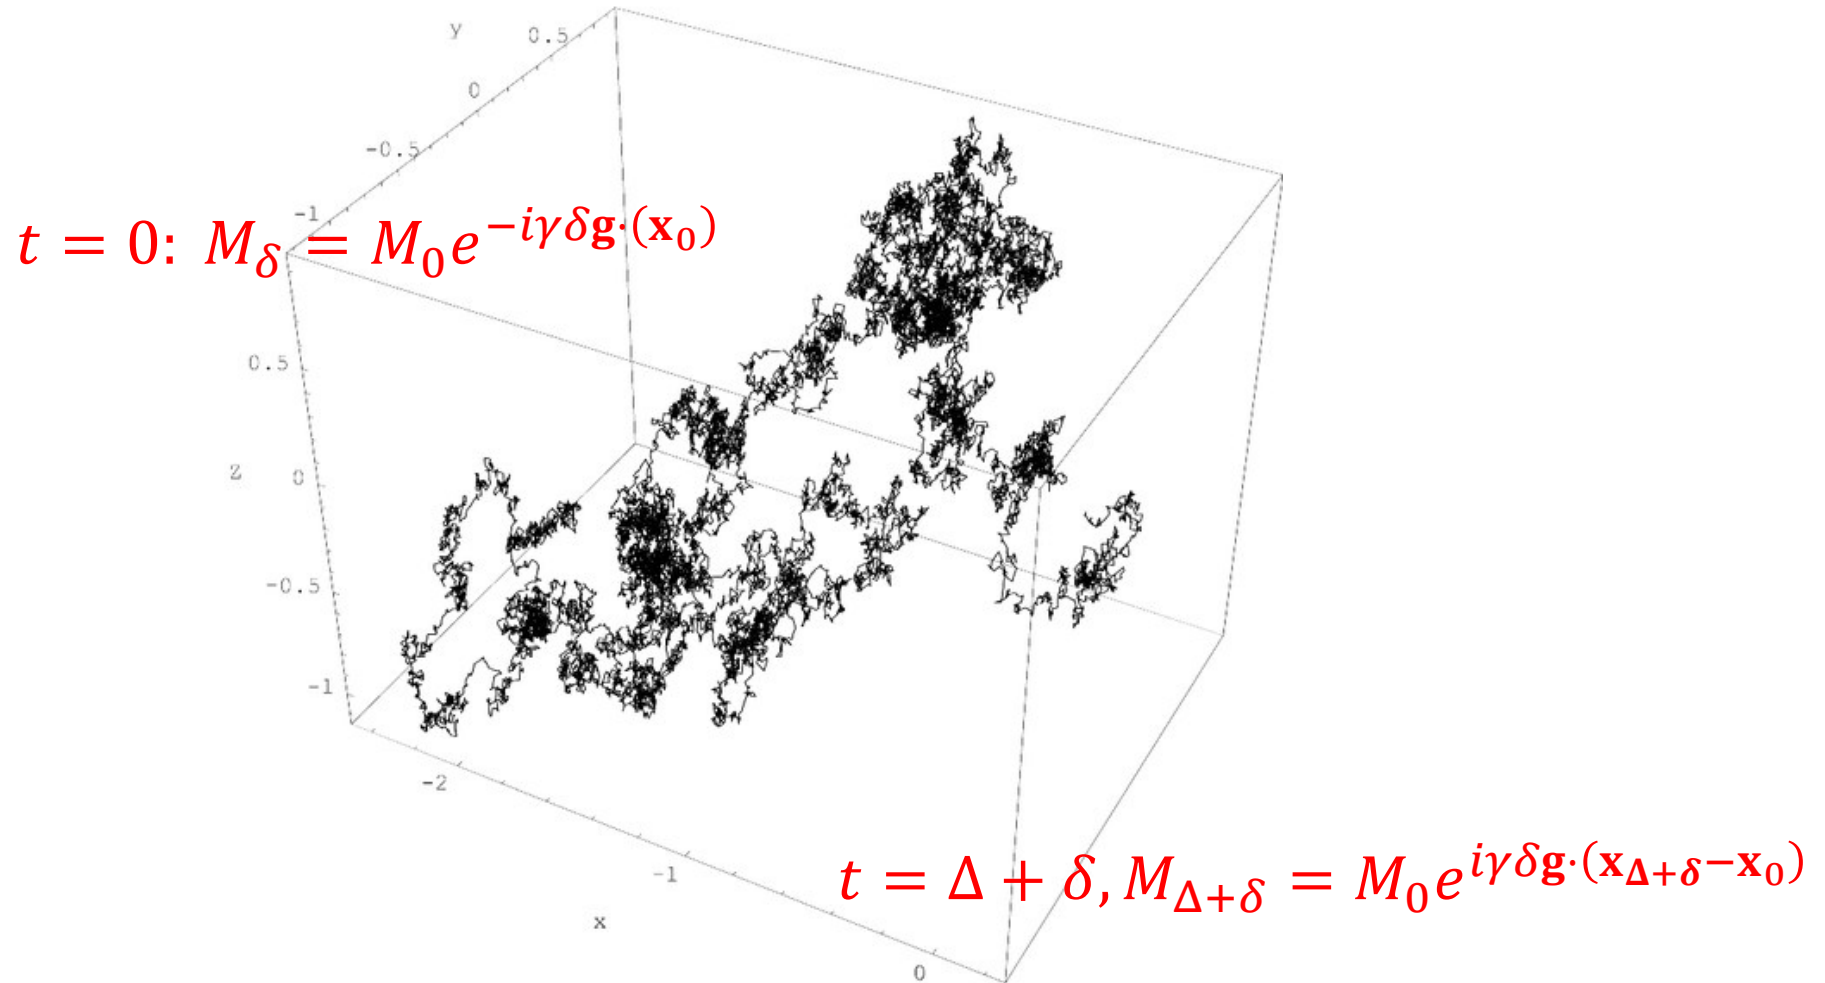 y
0.5
0
-0.5
-1
t = 0: M_δ = M_0 e^{−iγδ𝐠·(𝐱_0)}
0.5
z
0
-0.5
-1
-2
-1
t = Δ + δ, M_{Δ+δ} = M_0 e^{iγδ𝐠·(𝐱_{Δ+δ}−𝐱_0)}
x
0